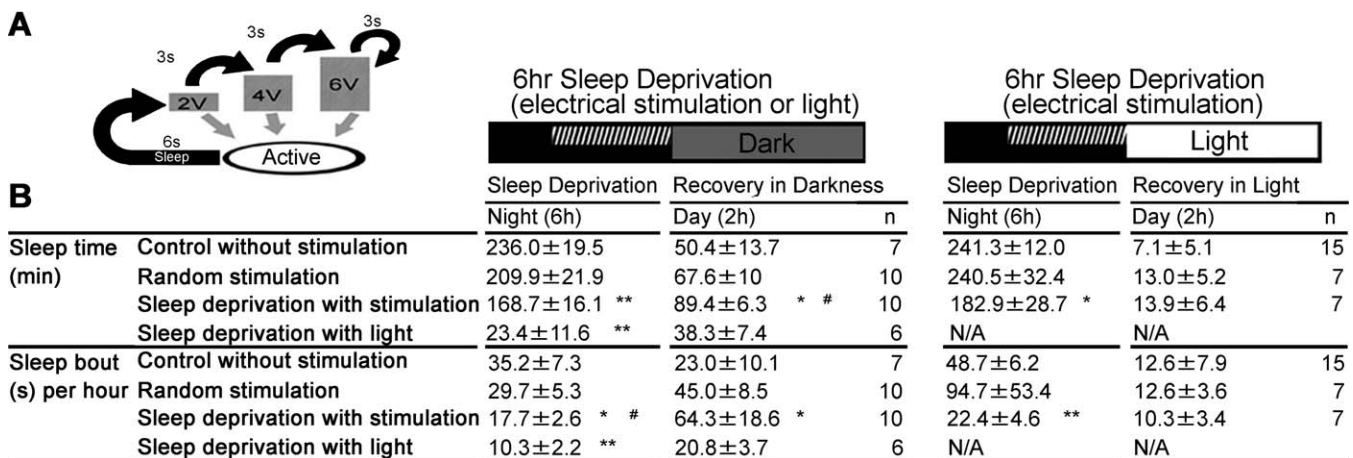 A
3s
3s
3s
2V
4V
6V
6s
Sleep
Active
6hr Sleep Deprivation
(electrical stimulation or light)
Dark
6hr Sleep Deprivation
(electrical stimulation)
Light
B
Sleep Deprivation Recovery in Darkness Sleep Deprivation Recovery in Light
Night (6h) Day (2h) n Night (6h) Day (2h) n
Sleep time Control without stimulation 236.0±19.5 50.4±13.7 7 241.3±12.0 7.1±5.1 15
(min) Random stimulation 209.9±21.9 67.6±10 10 240.5±32.4 13.0±5.2 7
Sleep deprivation with stimulation 168.7±16.1 ** 89.4±6.3 * # 10 182.9±28.7 * 13.9±6.4 7
Sleep deprivation with light 23.4±11.6 ** 38.3±7.4 6 N/A N/A
Sleep bout Control without stimulation 35.2±7.3 23.0±10.1 7 48.7±6.2 12.6±7.9 15
(s) per hour Random stimulation 29.7±5.3 45.0±8.5 10 94.7±53.4 12.6±3.6 7
Sleep deprivation with stimulation 17.7±2.6 * # 64.3±18.6 * 10 22.4±4.6 ** 10.3±3.4 7
Sleep deprivation with light 10.3±2.2 ** 20.8±3.7 6 N/A N/A